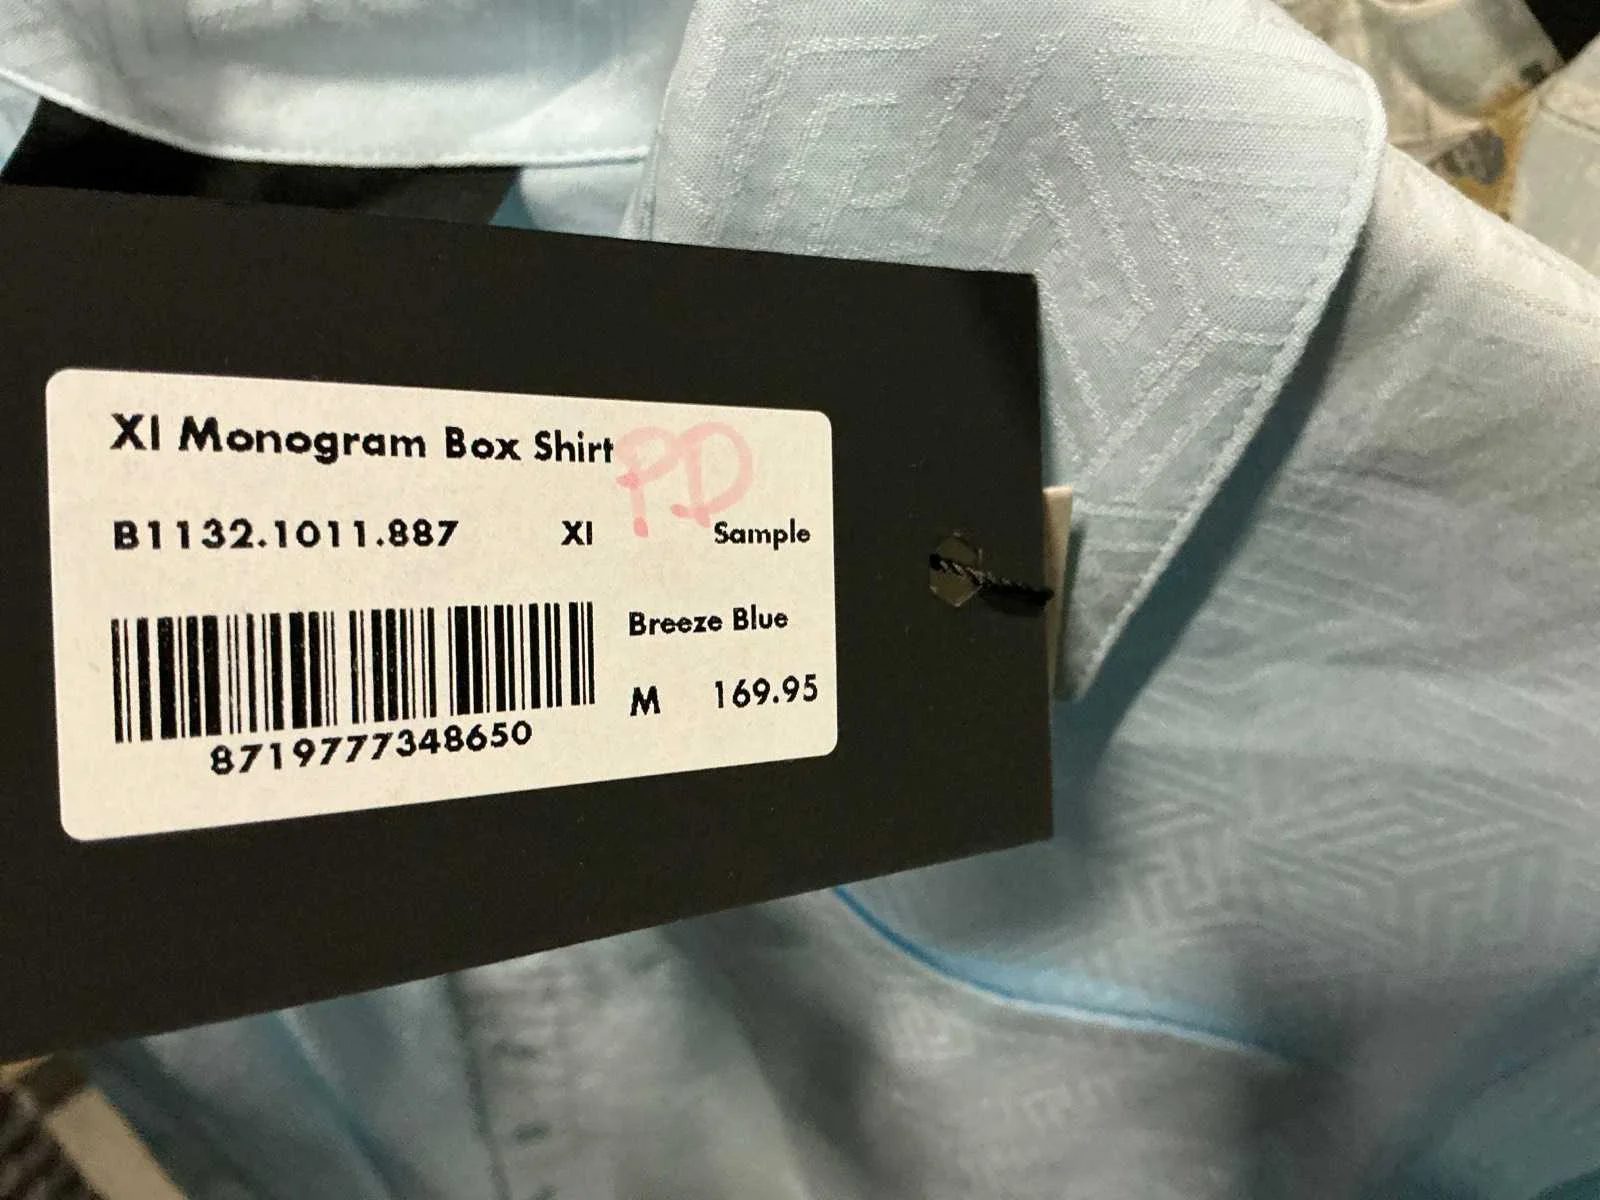 XI Monogram Box Shirt
PD
B1132.1011.887 XI Sample
Breeze Blue
M 169.95
8719777348650